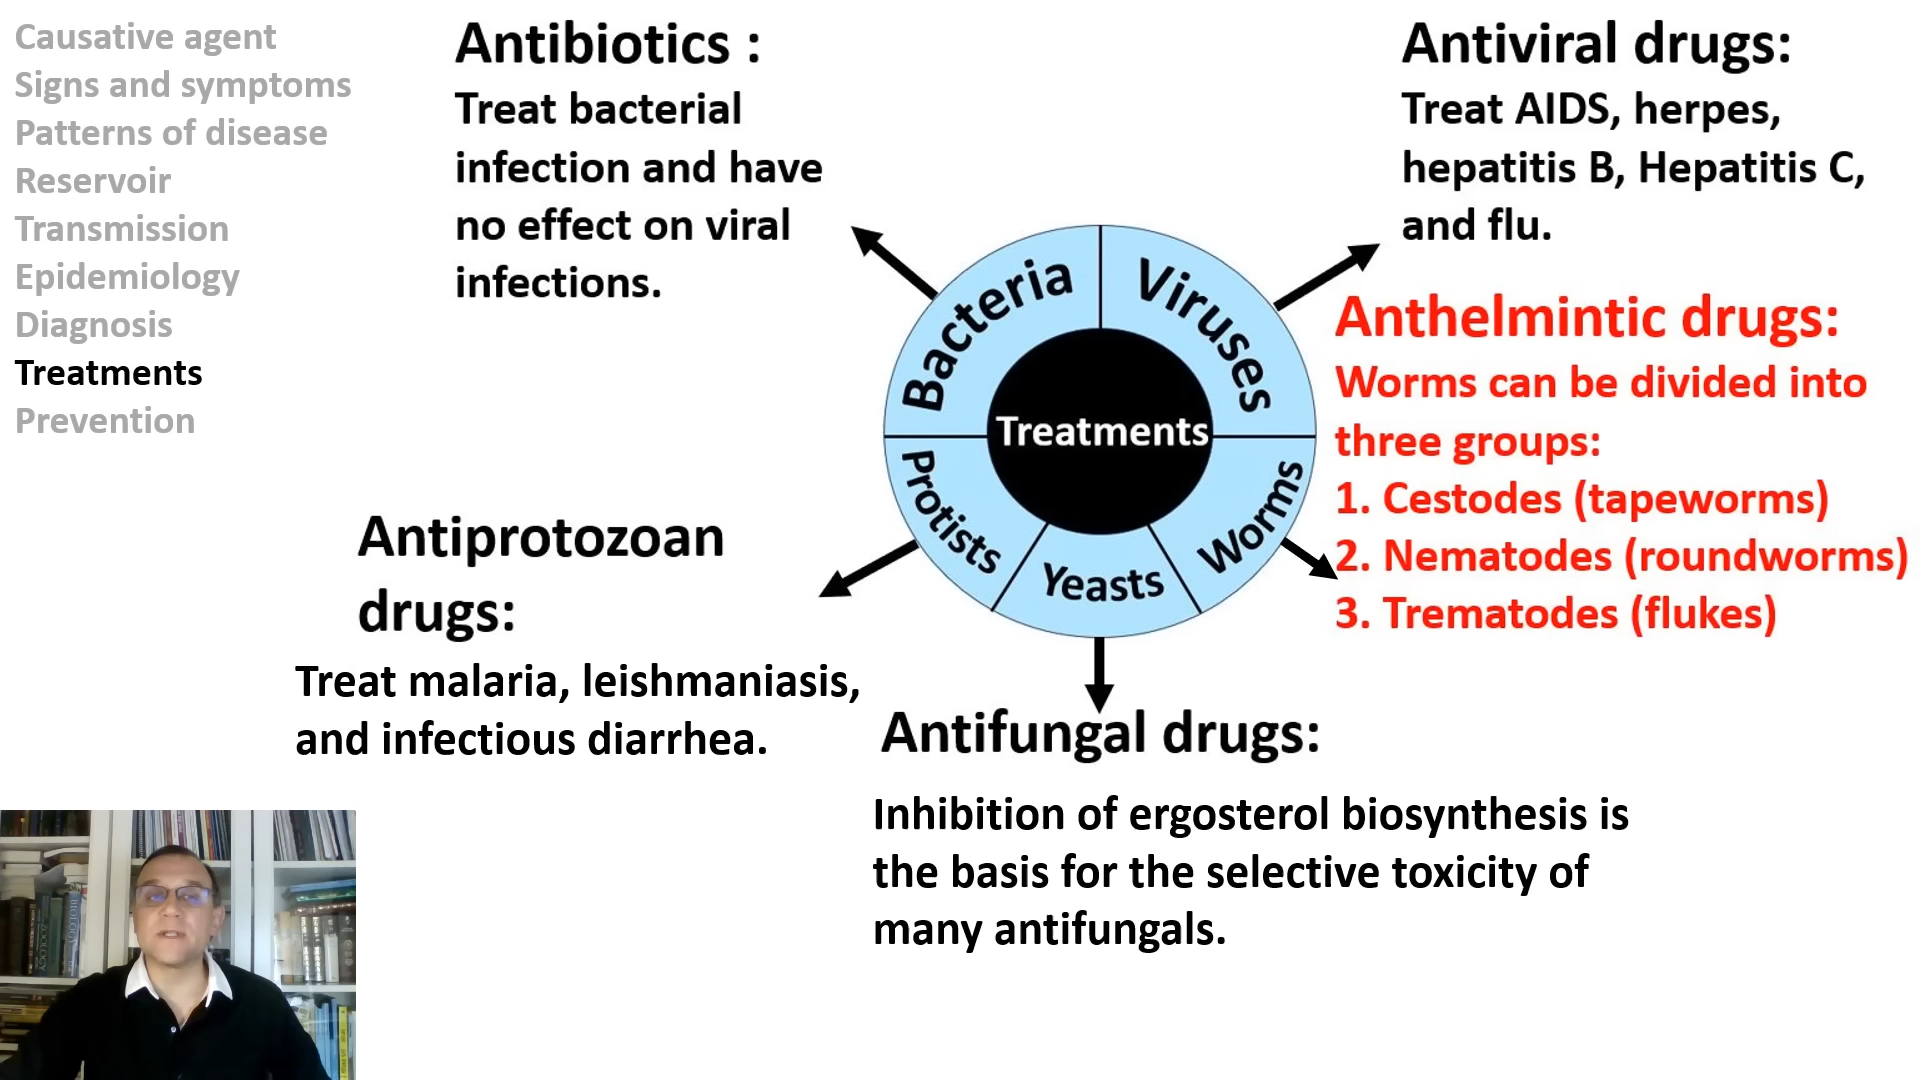 Causative agent
Signs and symptoms
Patterns of disease
Reservoir
Transmission
Epidemiology
Diagnosis
Treatments
Prevention
Antibiotics :
Treat bacterial
infection and have
no effect on viral
infections.
Antiviral drugs:
Treat AIDS, herpes,
hepatitis B, Hepatitis C,
and flu.
Anthelmintic drugs:
Worms can be divided into
three groups:
1. Cestodes (tapeworms)
2. Nematodes (roundworms)
3. Trematodes (flukes)
Bacteria
Viruses
Treatments
Protists
Yeasts
Worms
Antiprotozoan
drugs:
Treat malaria, leishmaniasis,
and infectious diarrhea.
Antifungal drugs:
Inhibition of ergosterol biosynthesis is
the basis for the selective toxicity of
many antifungals.
BIOLOGY
ZOOLOGY